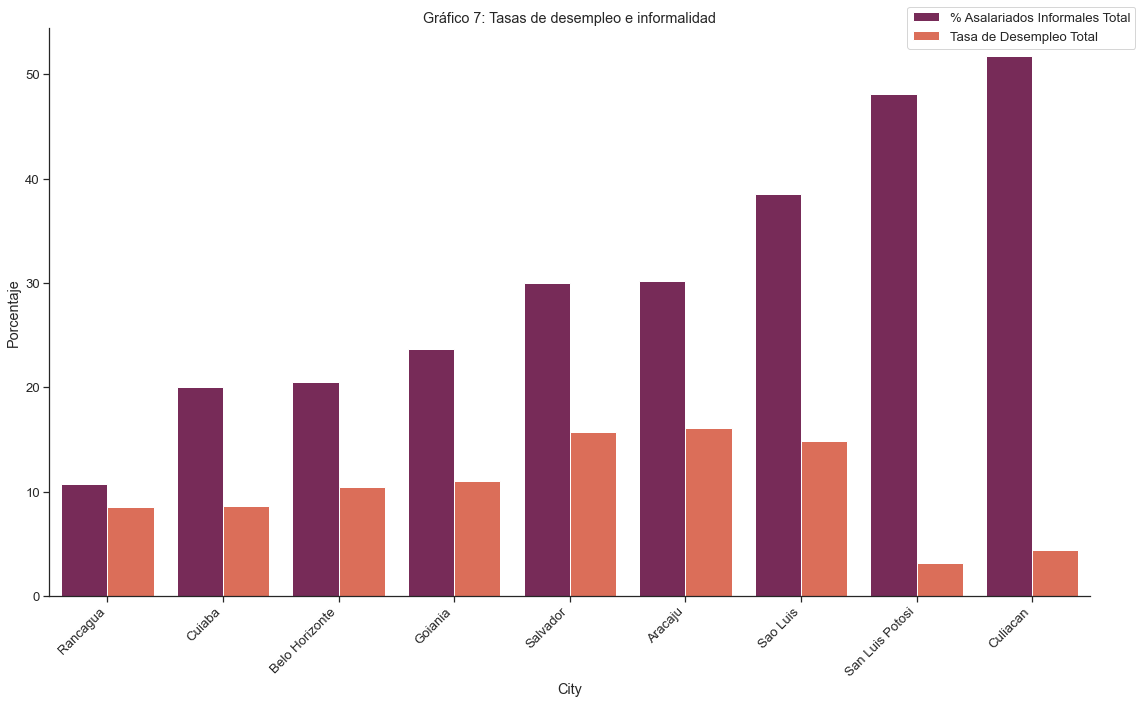 Gráfico 7: Tasas de desempleo e informalidad
% Asalariados Informales Total
Tasa de Desempleo Total
Porcentaje
50
40
30
20
10
0
Rancagua
Cuiaba
Belo Horizonte
Goiania
Salvador
Aracaju
Sao Luis
San Luis Potosi
Culiacan
City